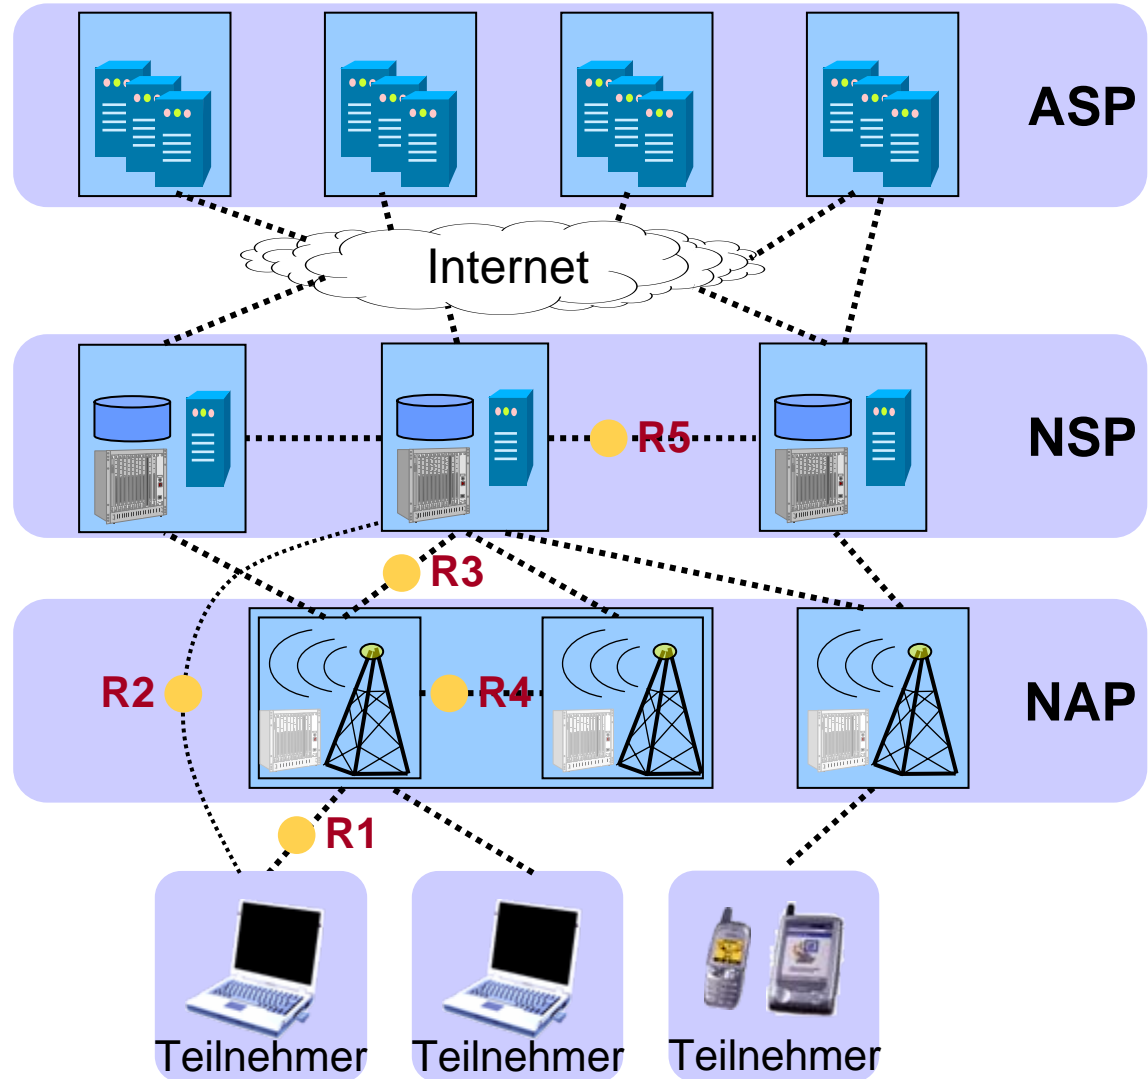 ASP
Internet
NSP
R5
R3
NAP
R2
R4
R1
Teilnehmer
Teilnehmer
Teilnehmer